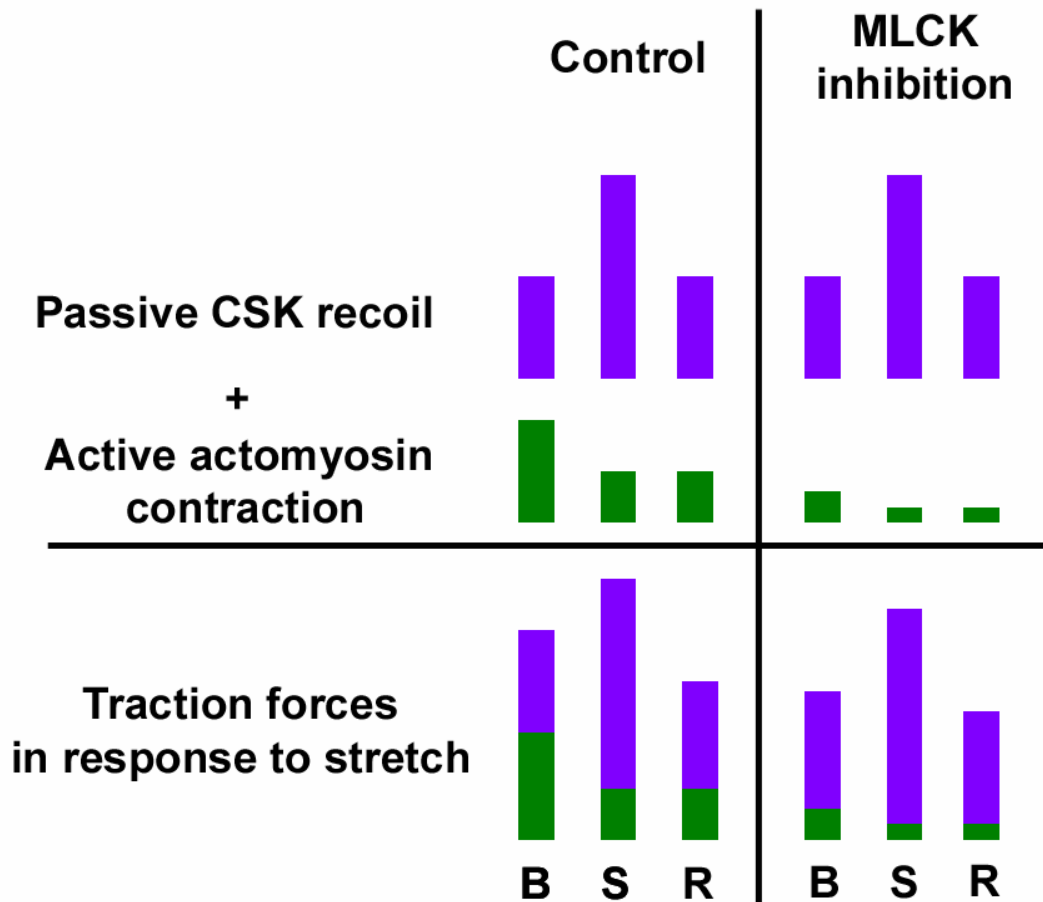 Control
MLCK
inhibition
Passive CSK recoil
+
Active actomyosin
contraction
Traction forces
in response to stretch
B S R B S R